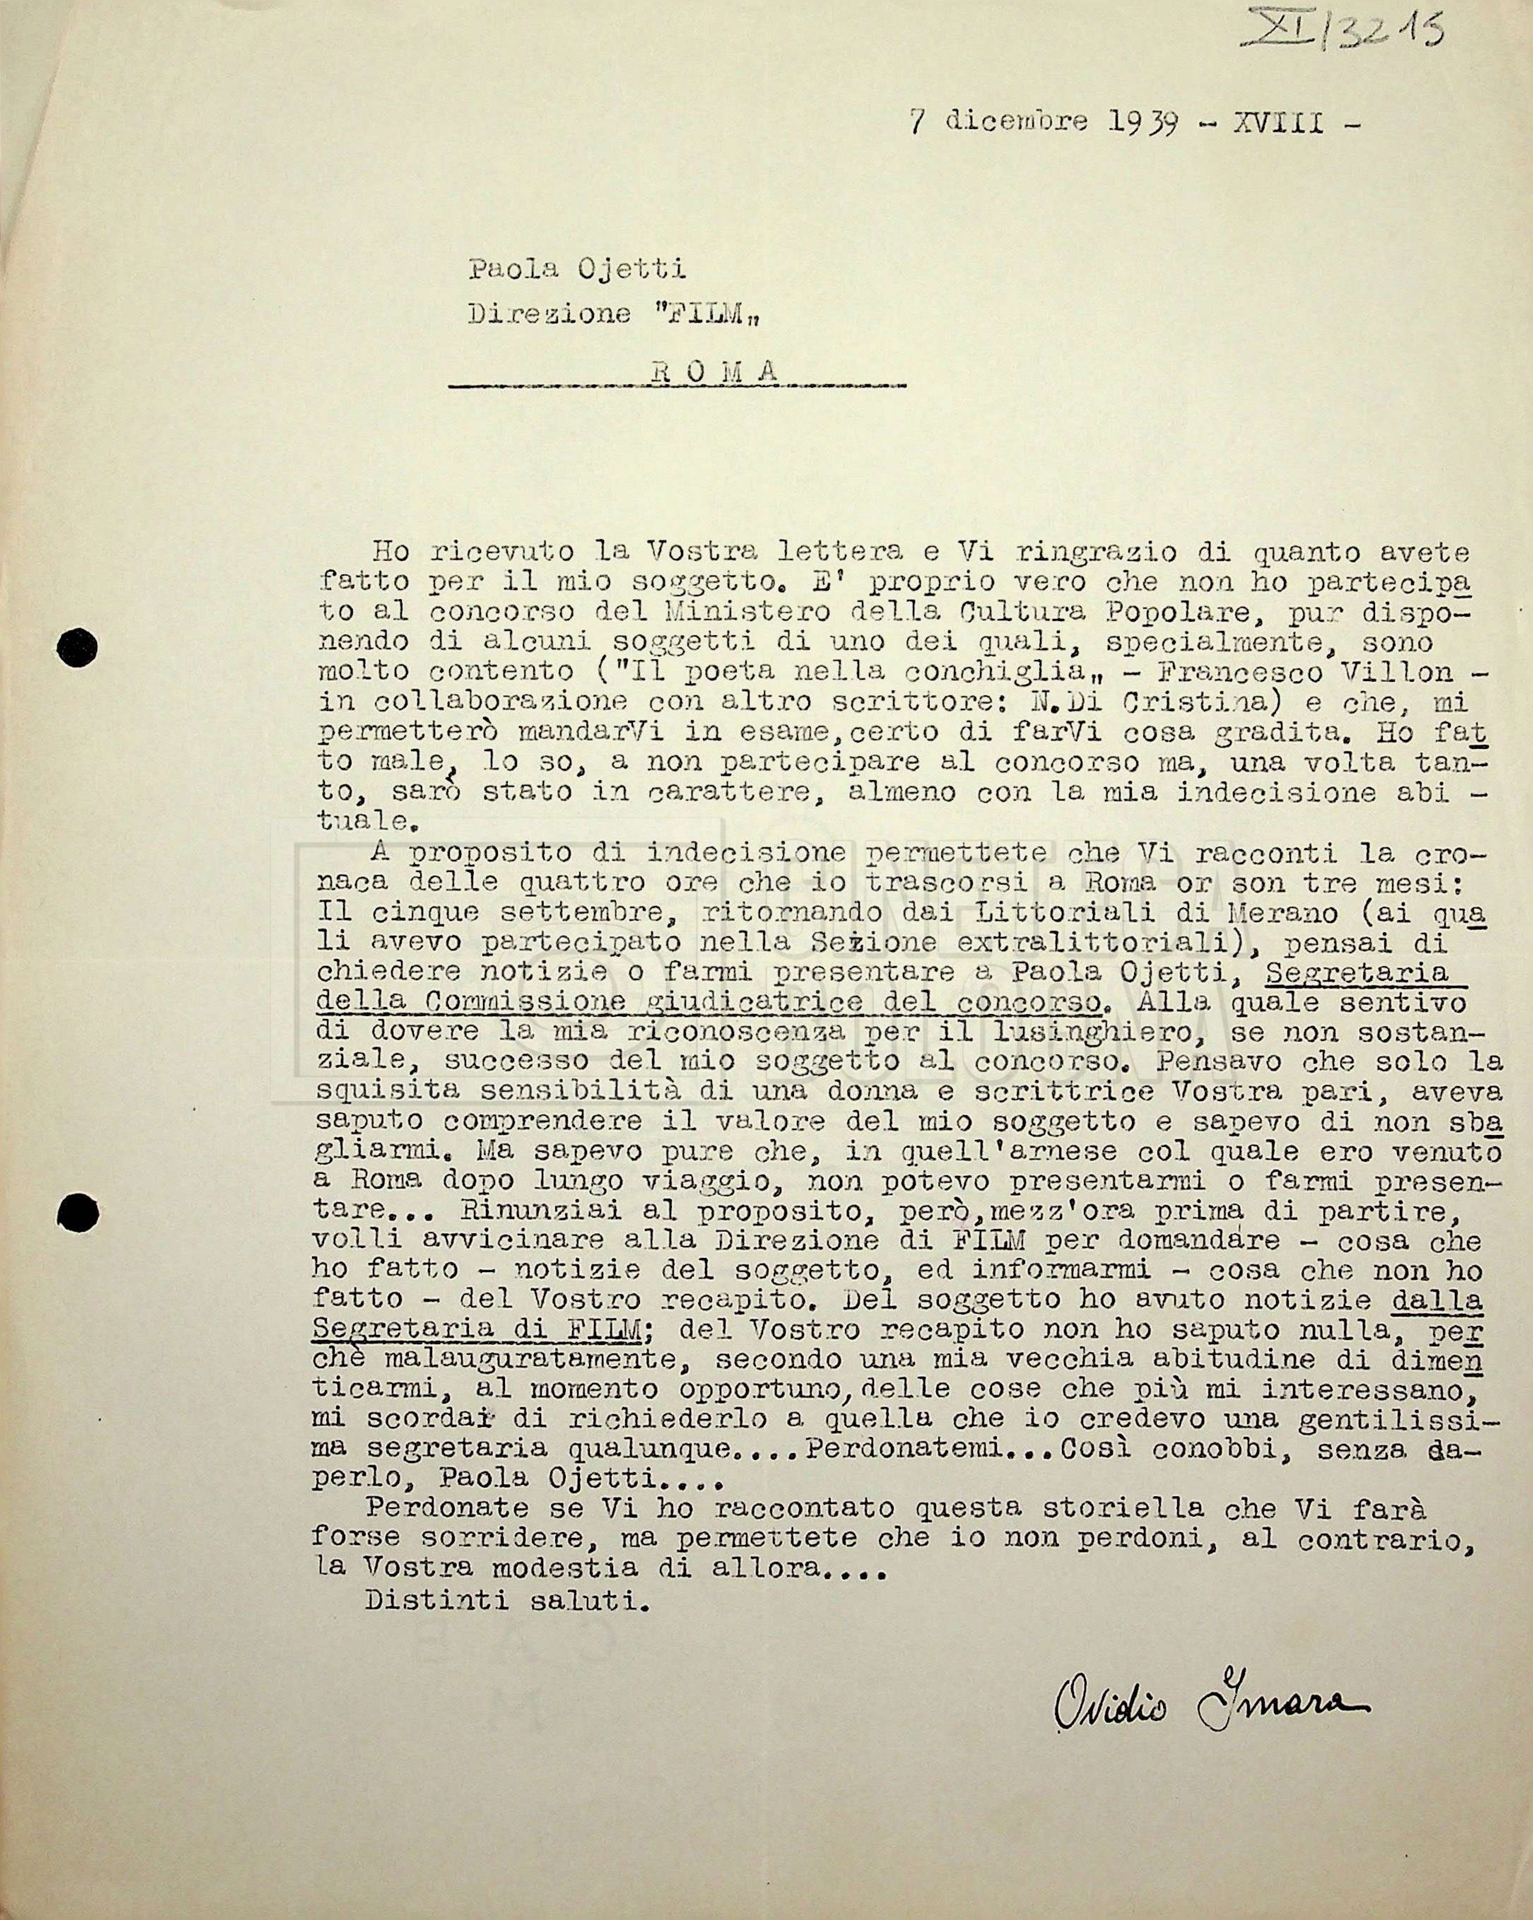 XI/3215
7 dicembre 1939 - XVIII -
Paola Ojetti
Direzione "FILM„
R O M A
Ho ricevuto la Vostra lettera e Vi ringrazio di quanto avete
fatto per il mio soggetto. E' proprio vero che non ho partecipa
to al concorso del Ministero della Cultura Popolare, pur dispo-
nendo di alcuni soggetti di uno dei quali, specialmente, sono
molto contento ("Il poeta nella conchiglia„ - Francesco Villon -
in collaborazione con altro scrittore: N.Di Cristina) e che, mi
permetterò mandarVi in esame,certo di farVi cosa gradita. Ho fat
to male, lo so, a non partecipare al concorso ma, una volta tan-
to, sarò stato in carattere, almeno con la mia indecisione abi -
tuale.
A proposito di indecisione permettete che Vi racconti la cro-
naca delle quattro ore che io trascorsi a Roma or son tre mesi:
Il cinque settembre, ritornando dai Littoriali di Merano (ai qua
li avevo partecipato nella Sezione extralittoriali), pensai di
chiedere notizie o farmi presentare a Paola Ojetti, Segretaria
della Commissione giudicatrice del concorso. Alla quale sentivo
di dovere la mia riconoscenza per il lusinghiero, se non sostan-
ziale, successo del mio soggetto al concorso. Pensavo che solo la
squisita sensibilità di una donna e scrittrice Vostra pari, aveva
saputo comprendere il valore del mio soggetto e sapevo di non sba
gliarmi. Ma sapevo pure che, in quell'arnese col quale ero venuto
a Roma dopo lungo viaggio, non potevo presentarmi o farmi presen-
tare... Rinunziai al proposito, però,mezz'ora prima di partire,
volli avvicinare alla Direzione di FILM per domandare - cosa che
ho fatto - notizie del soggetto, ed informarmi - cosa che non ho
fatto - del Vostro recapito. Del soggetto ho avuto notizie dalla
Segretaria di FILM; del Vostro recapito non ho saputo nulla, per
chè malauguratamente, secondo una mia vecchia abitudine di dimen
ticarmi, al momento opportuno,delle cose che più mi interessano,
mi scordai di richiederlo a quella che io credevo una gentilissi-
ma segretaria qualunque....Perdonatemi...Così conobbi, senza sa-
perlo, Paola Ojetti....
Perdonate se Vi ho raccontato questa storiella che Vi farà
forse sorridere, ma permettete che io non perdoni, al contrario,
la Vostra modestia di allora....
Distinti saluti.
Ovidio Imara